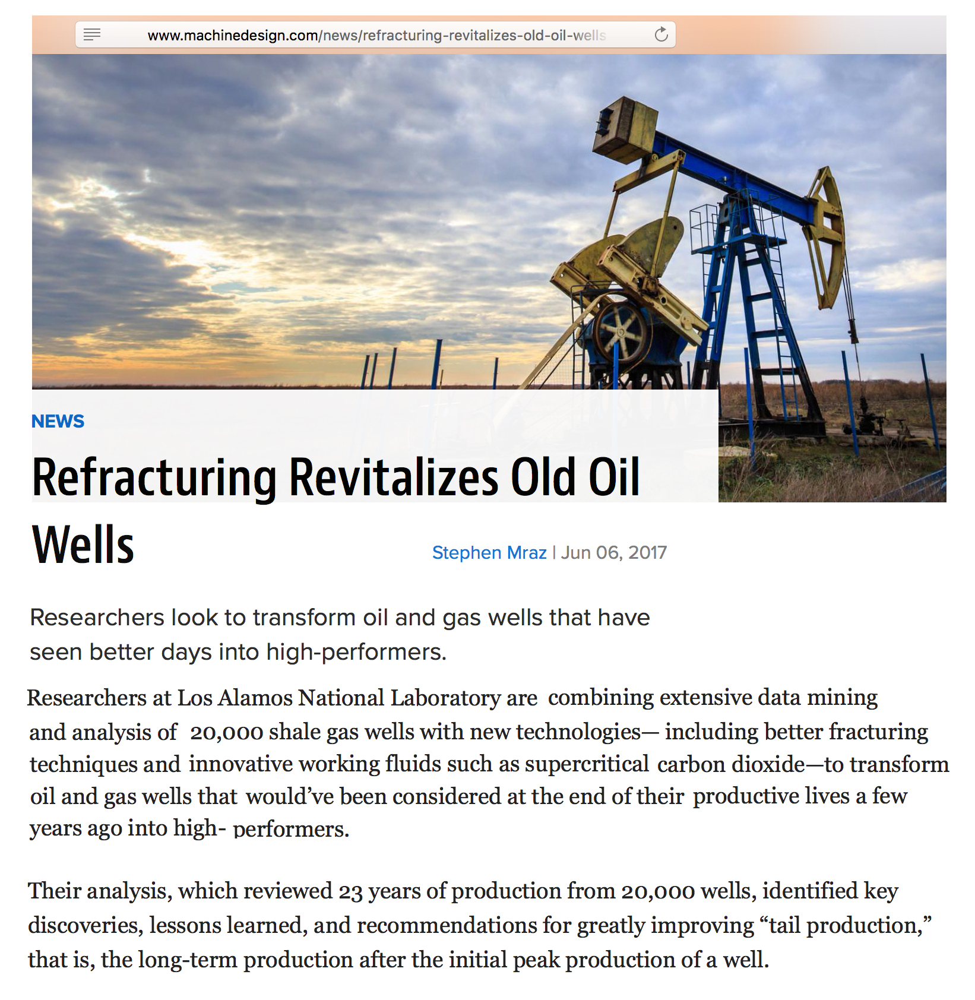 www.machinedesign.com/news/refracturing-revitalizes-old-oil-wells
NEWS
Refracturing Revitalizes Old Oil
Wells
Stephen Mraz | Jun 06, 2017
Researchers look to transform oil and gas wells that have
seen better days into high-performers.
Researchers at Los Alamos National Laboratory are combining extensive data mining
and analysis of 20,000 shale gas wells with new technologies— including better fracturing
techniques and innovative working fluids such as supercritical carbon dioxide—to transform
oil and gas wells that would’ve been considered at the end of their productive lives a few
years ago into high- performers.
Their analysis, which reviewed 23 years of production from 20,000 wells, identified key
discoveries, lessons learned, and recommendations for greatly improving “tail production,”
that is, the long-term production after the initial peak production of a well.